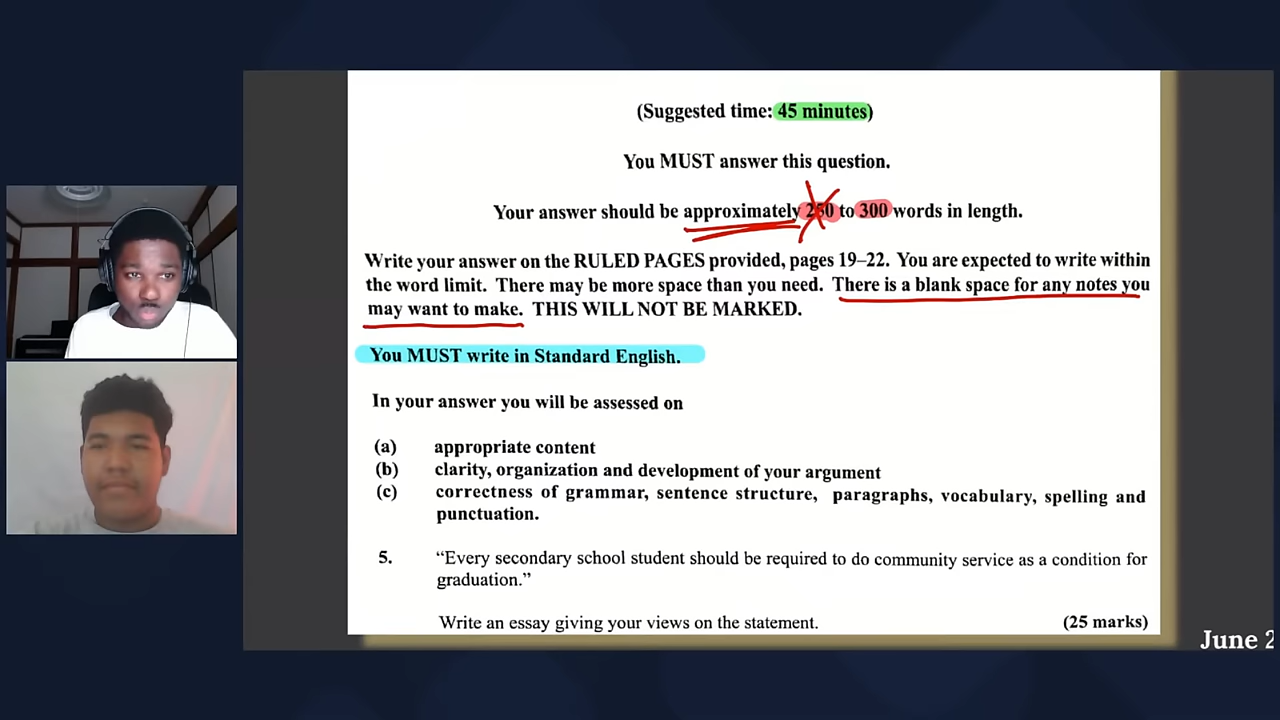 (Suggested time: 45 minutes)
You MUST answer this question.
Your answer should be approximately 250 to 300 words in length.
Write your answer on the RULED PAGES provided, pages 19–22. You are expected to write within
the word limit. There may be more space than you need. There is a blank space for any notes you
may want to make. THIS WILL NOT BE MARKED.
You MUST write in Standard English.
In your answer you will be assessed on
(a) appropriate content
(b) clarity, organization and development of your argument
(c) correctness of grammar, sentence structure, paragraphs, vocabulary, spelling and
punctuation.
5. “Every secondary school student should be required to do community service as a condition for
graduation.”
Write an essay giving your views on the statement. (25 marks)
June 2